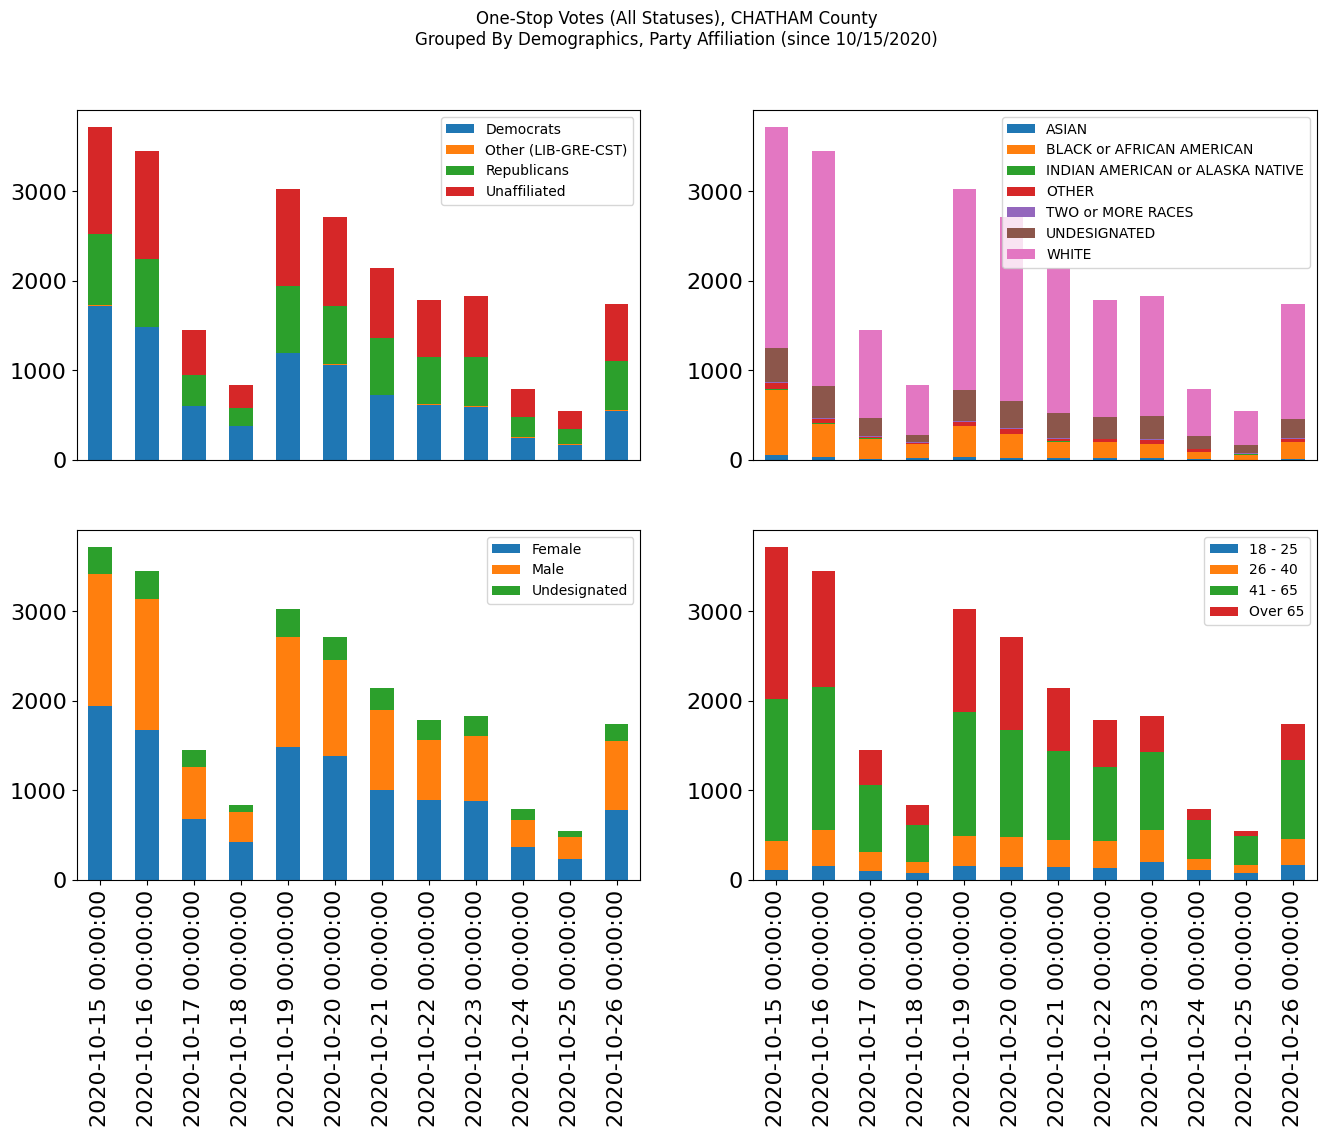 One-Stop Votes (All Statuses), CHATHAM County
Grouped By Demographics, Party Affiliation (since 10/15/2020)
Democrats
Other (LIB-GRE-CST)
Republicans
Unaffiliated
3000
2000
1000
0
ASIAN
BLACK or AFRICAN AMERICAN
INDIAN AMERICAN or ALASKA NATIVE
OTHER
TWO or MORE RACES
UNDESIGNATED
WHITE
3000
2000
1000
0
Female
Male
Undesignated
3000
2000
1000
0
2020-10-15 00:00:00
2020-10-16 00:00:00
2020-10-17 00:00:00
2020-10-18 00:00:00
2020-10-19 00:00:00
2020-10-20 00:00:00
2020-10-21 00:00:00
2020-10-22 00:00:00
2020-10-23 00:00:00
2020-10-24 00:00:00
2020-10-25 00:00:00
2020-10-26 00:00:00
18 - 25
26 - 40
41 - 65
Over 65
3000
2000
1000
0
2020-10-15 00:00:00
2020-10-16 00:00:00
2020-10-17 00:00:00
2020-10-18 00:00:00
2020-10-19 00:00:00
2020-10-20 00:00:00
2020-10-21 00:00:00
2020-10-22 00:00:00
2020-10-23 00:00:00
2020-10-24 00:00:00
2020-10-25 00:00:00
2020-10-26 00:00:00